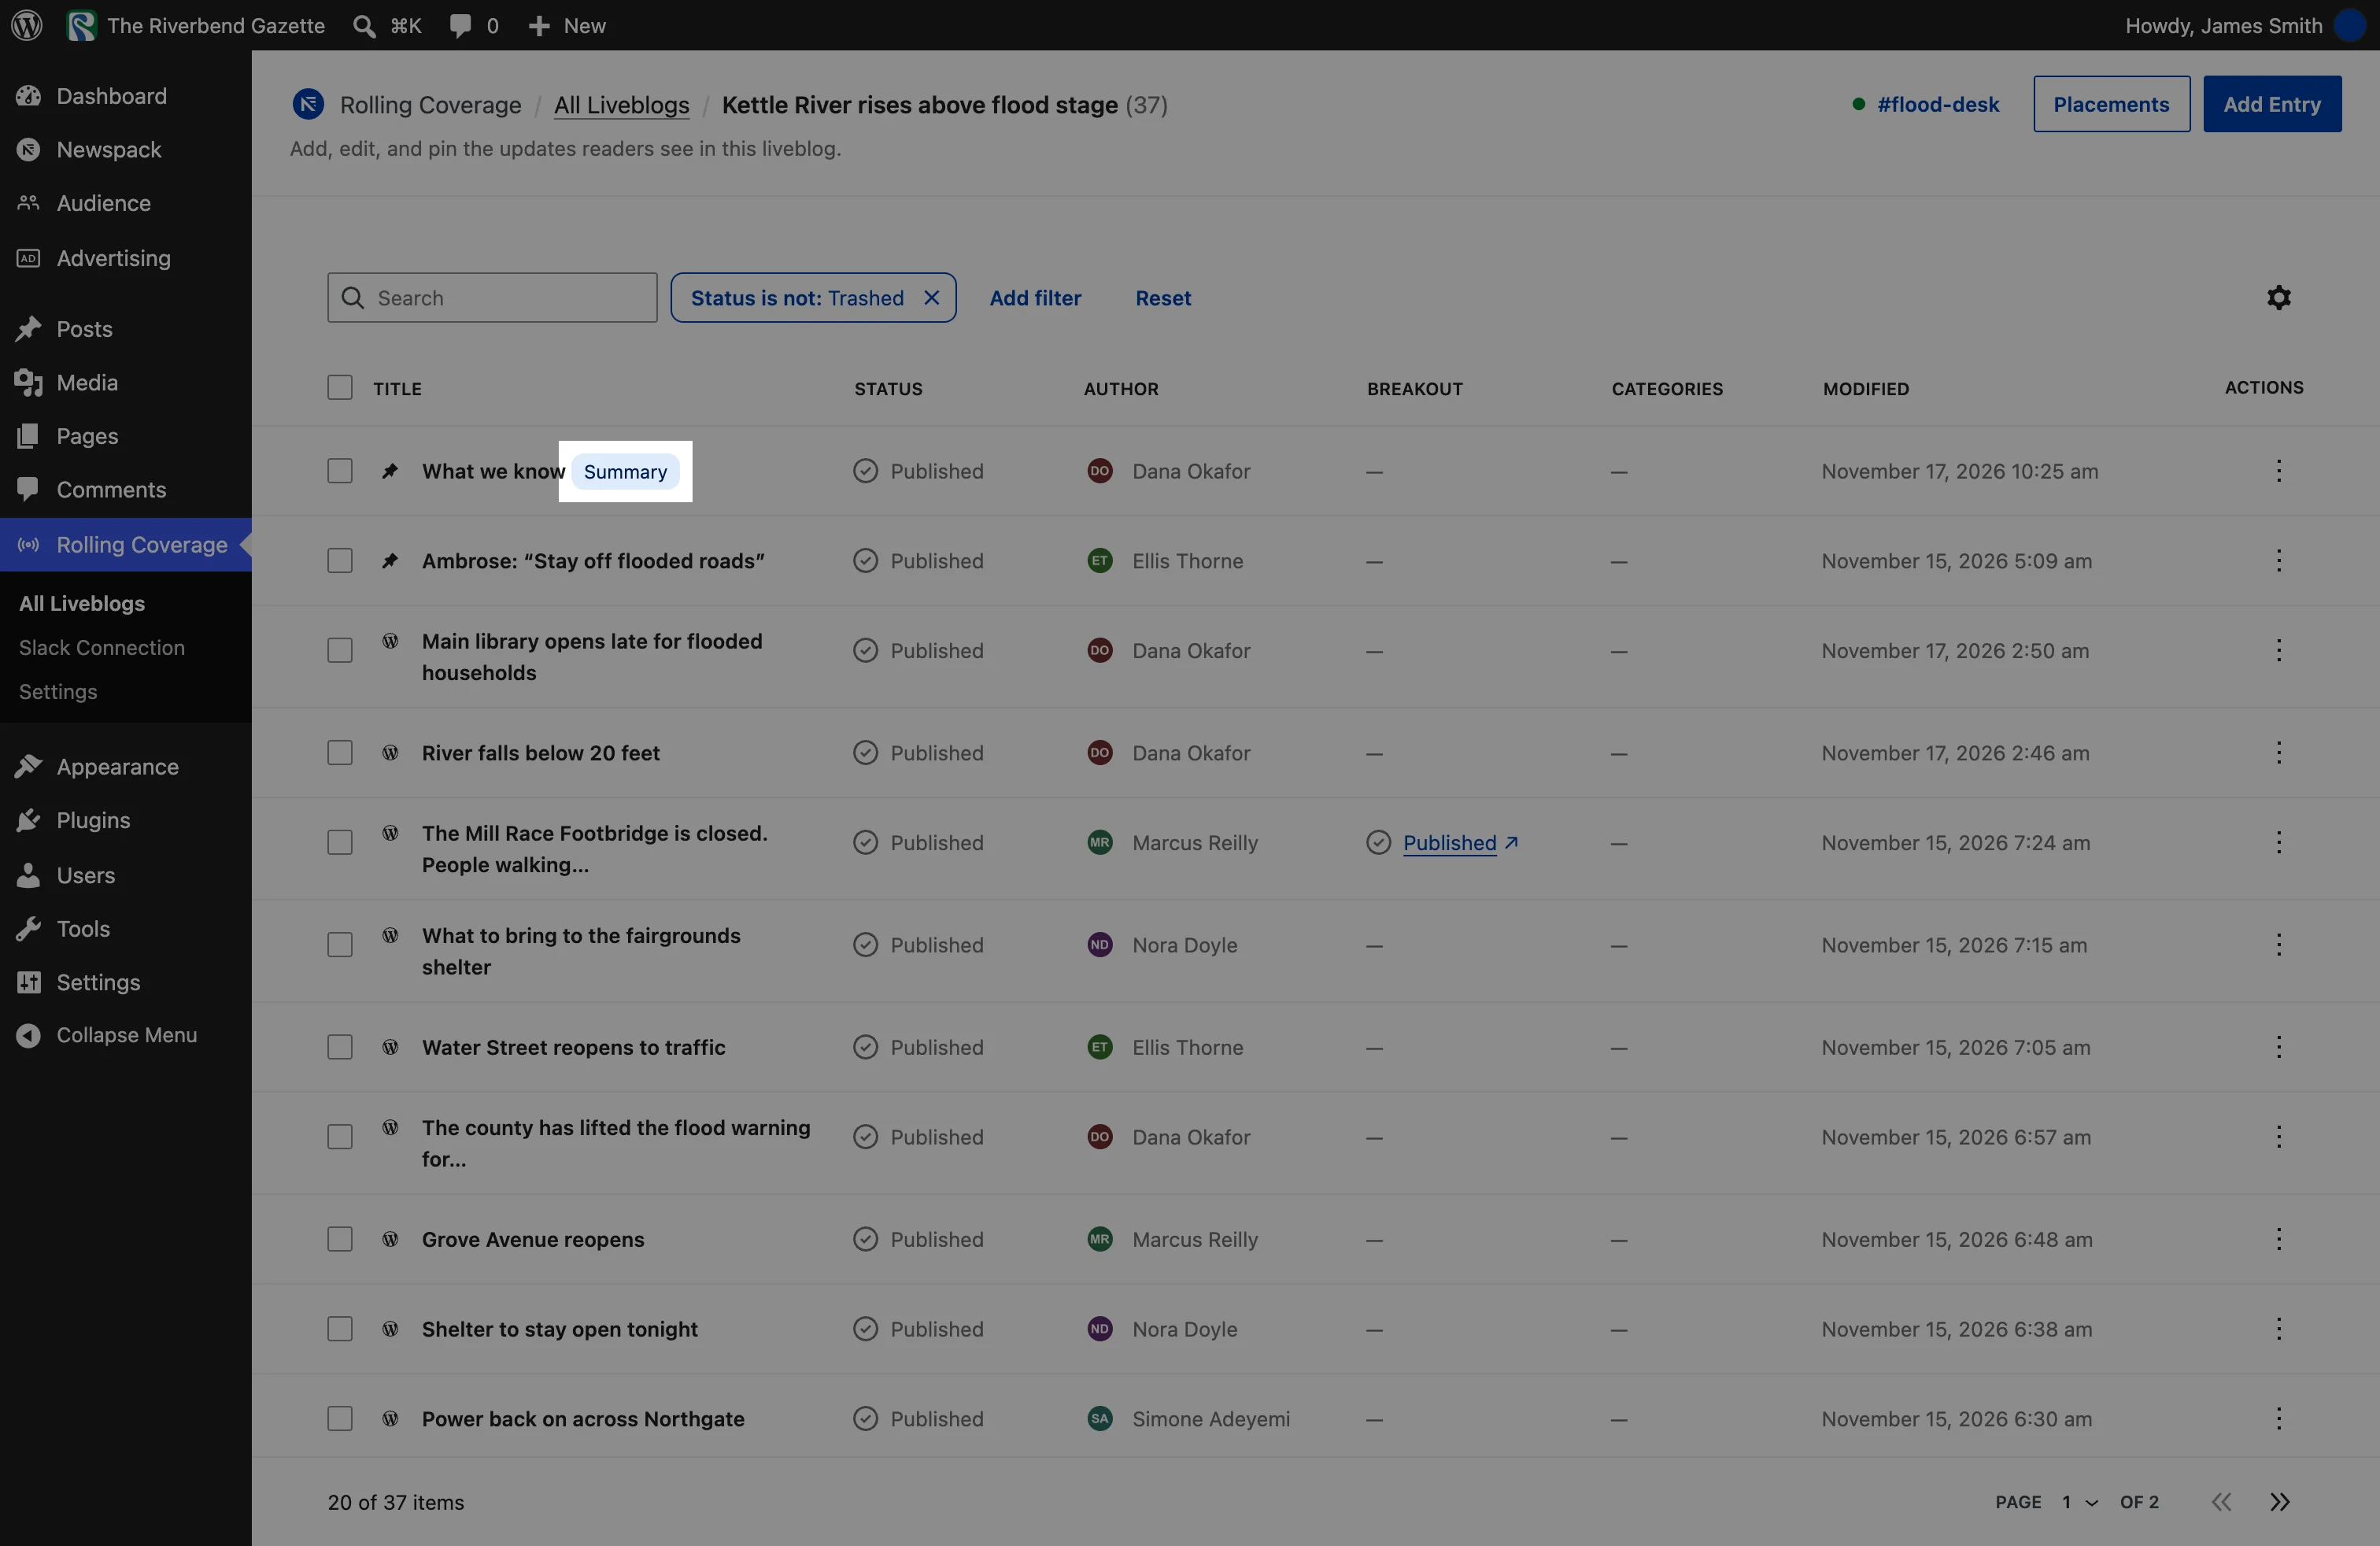 The Riverbend Gazette ⌘K 0 New Howdy, James Smith
Dashboard
Newspack
Audience
AD Advertising
Posts
Media
Pages
Comments
Rolling Coverage
All Liveblogs
Slack Connection
Settings
Appearance
Plugins
Users
Tools
Settings
Collapse Menu
Rolling Coverage / All Liveblogs / Kettle River rises above flood stage (37)
#flood-desk Placements Add Entry
Add, edit, and pin the updates readers see in this liveblog.
Search Status is not: Trashed Add filter Reset
TITLE STATUS AUTHOR BREAKOUT CATEGORIES MODIFIED ACTIONS
What we know Summary Published DO Dana Okafor — — November 17, 2026 10:25 am
Ambrose: “Stay off flooded roads” Published ET Ellis Thorne — — November 15, 2026 5:09 am
Main library opens late for flooded
households
Published DO Dana Okafor — — November 17, 2026 2:50 am
River falls below 20 feet Published DO Dana Okafor — — November 17, 2026 2:46 am
The Mill Race Footbridge is closed.
People walking...
Published MR Marcus Reilly Published — November 15, 2026 7:24 am
What to bring to the fairgrounds
shelter
Published ND Nora Doyle — — November 15, 2026 7:15 am
Water Street reopens to traffic Published ET Ellis Thorne — — November 15, 2026 7:05 am
The county has lifted the flood warning
for...
Published DO Dana Okafor — — November 15, 2026 6:57 am
Grove Avenue reopens Published MR Marcus Reilly — — November 15, 2026 6:48 am
Shelter to stay open tonight Published ND Nora Doyle — — November 15, 2026 6:38 am
Power back on across Northgate Published SA Simone Adeyemi — — November 15, 2026 6:30 am
20 of 37 items PAGE 1 OF 2